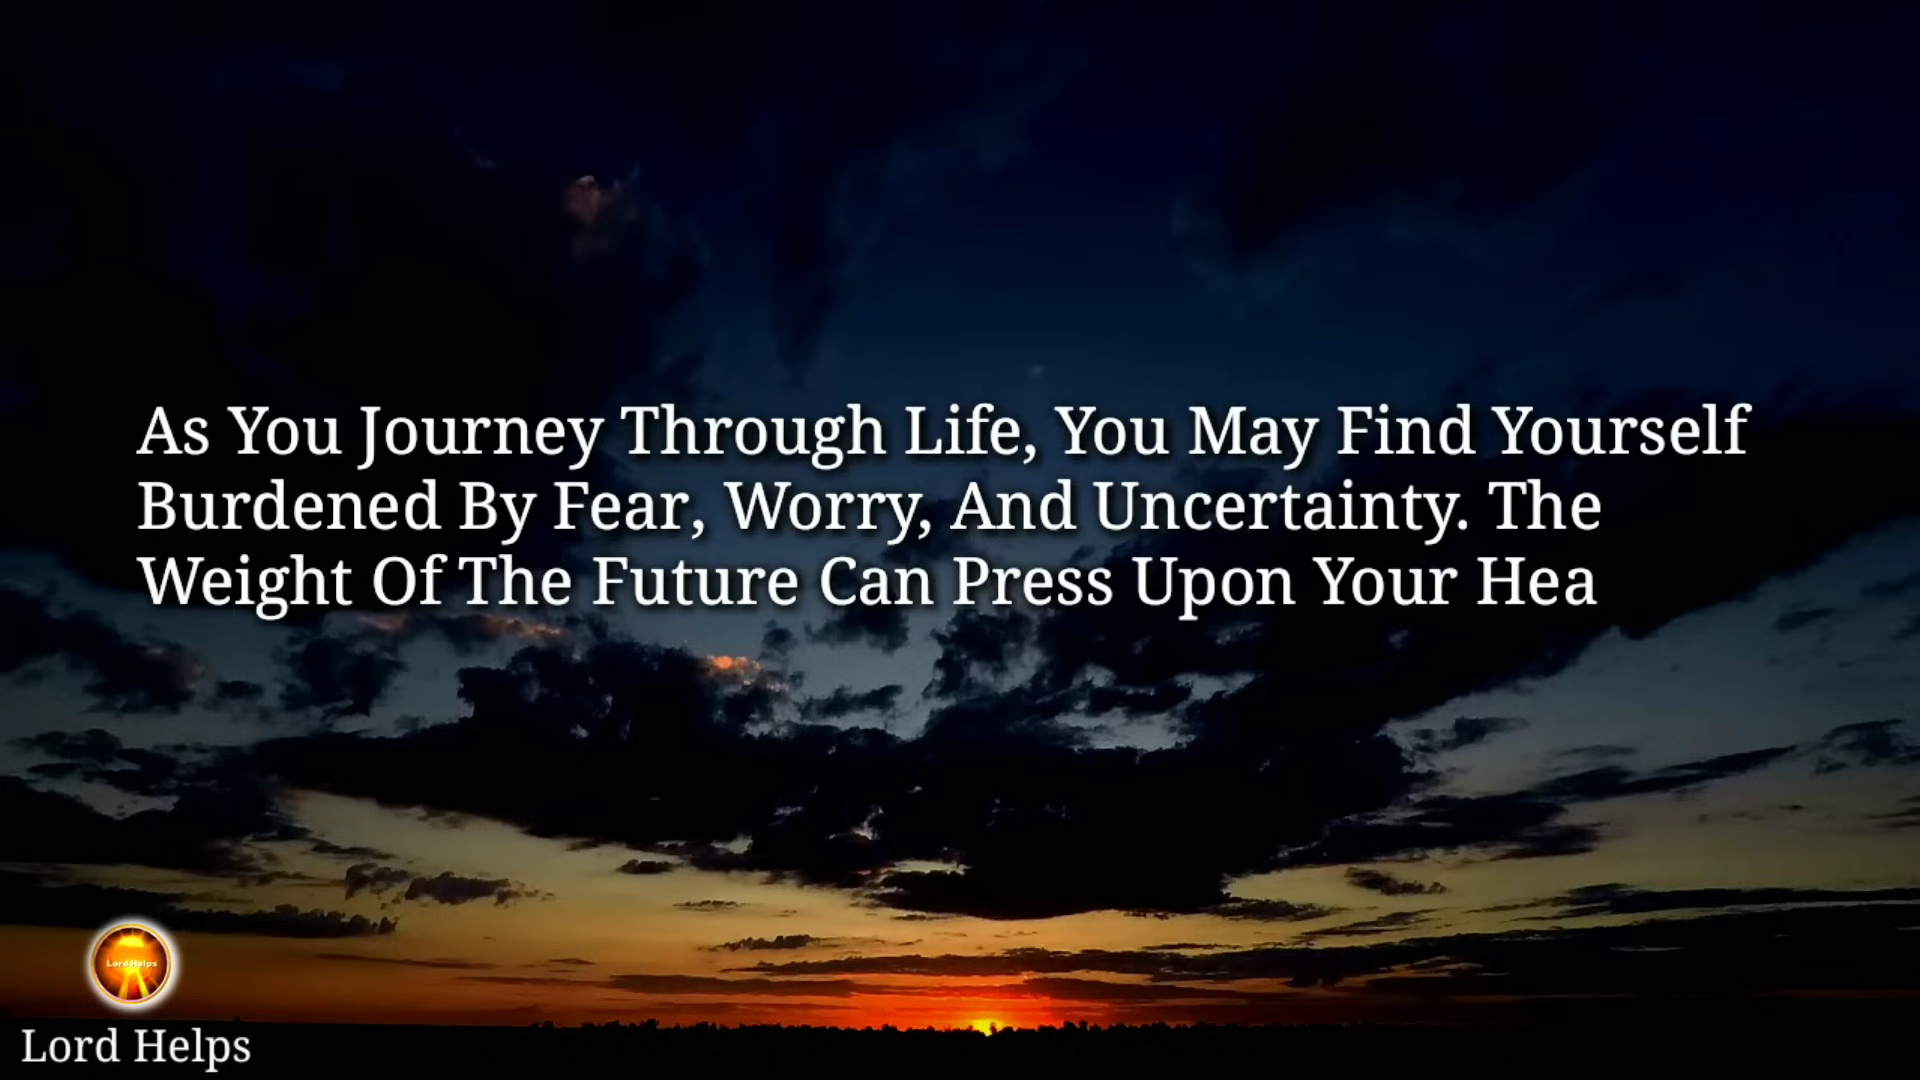 As You Journey Through Life, You May Find Yourself
Burdened By Fear, Worry, And Uncertainty. The
Weight Of The Future Can Press Upon Your Hea
Lord Helps
Lord Helps